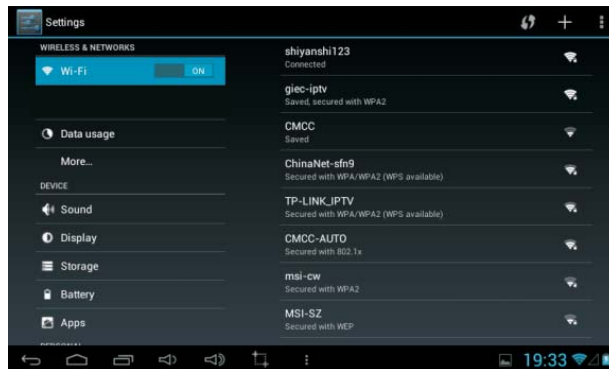 Settings
WIRELESS & NETWORKS
Wi-Fi
ON
Data usage
More...
DEVICE
Sound
Display
Storage
Battery
Apps
PERSONAL
shiyanshi123
Connected
giec-iptv
Saved, secured with WPA2
CMCC
Saved
ChinaNet-sfn9
Secured with WPA/WPA2 (WPS available)
TP-LINK_IPTV
Secured with WPA/WPA2 (WPS available)
CMCC-AUTO
Secured with 802.1x
msi-cw
Secured with WPA2
MSI-SZ
Secured with WEP
19:33